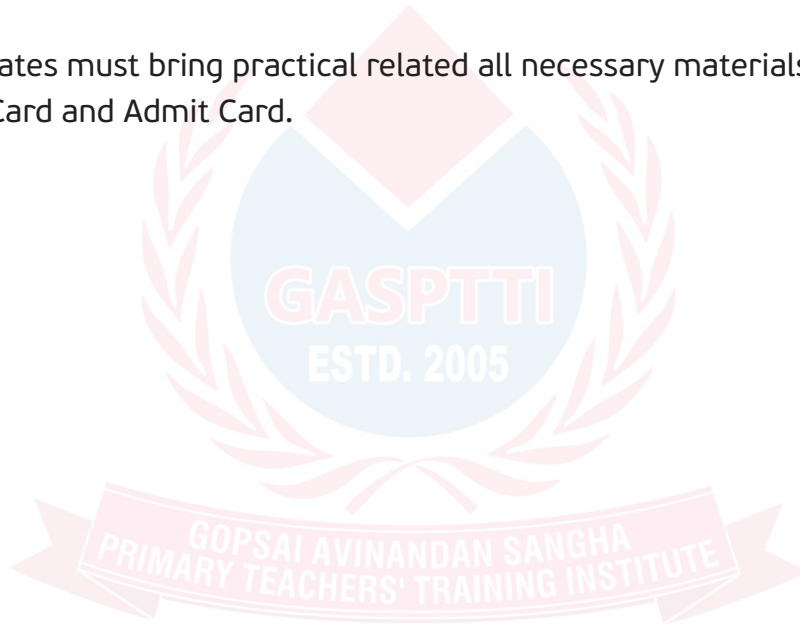 ates must bring practical related all necessary materials
Card and Admit Card.
GASPTTI
ESTD. 2005
GOPSAI AVINANDAN SANGHA
PRIMARY TEACHERS' TRAINING INSTITUTE